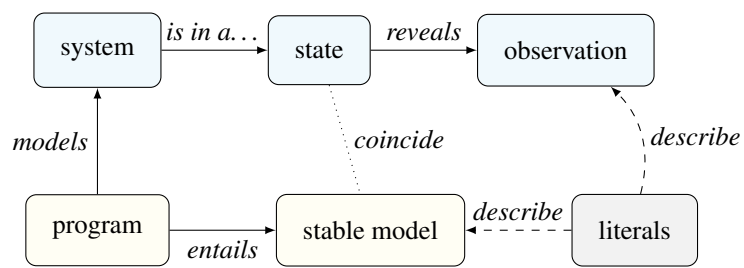 system
is in a...
state
reveals
observation
models
coincide
describe
program
entails
stable model
describe
literals